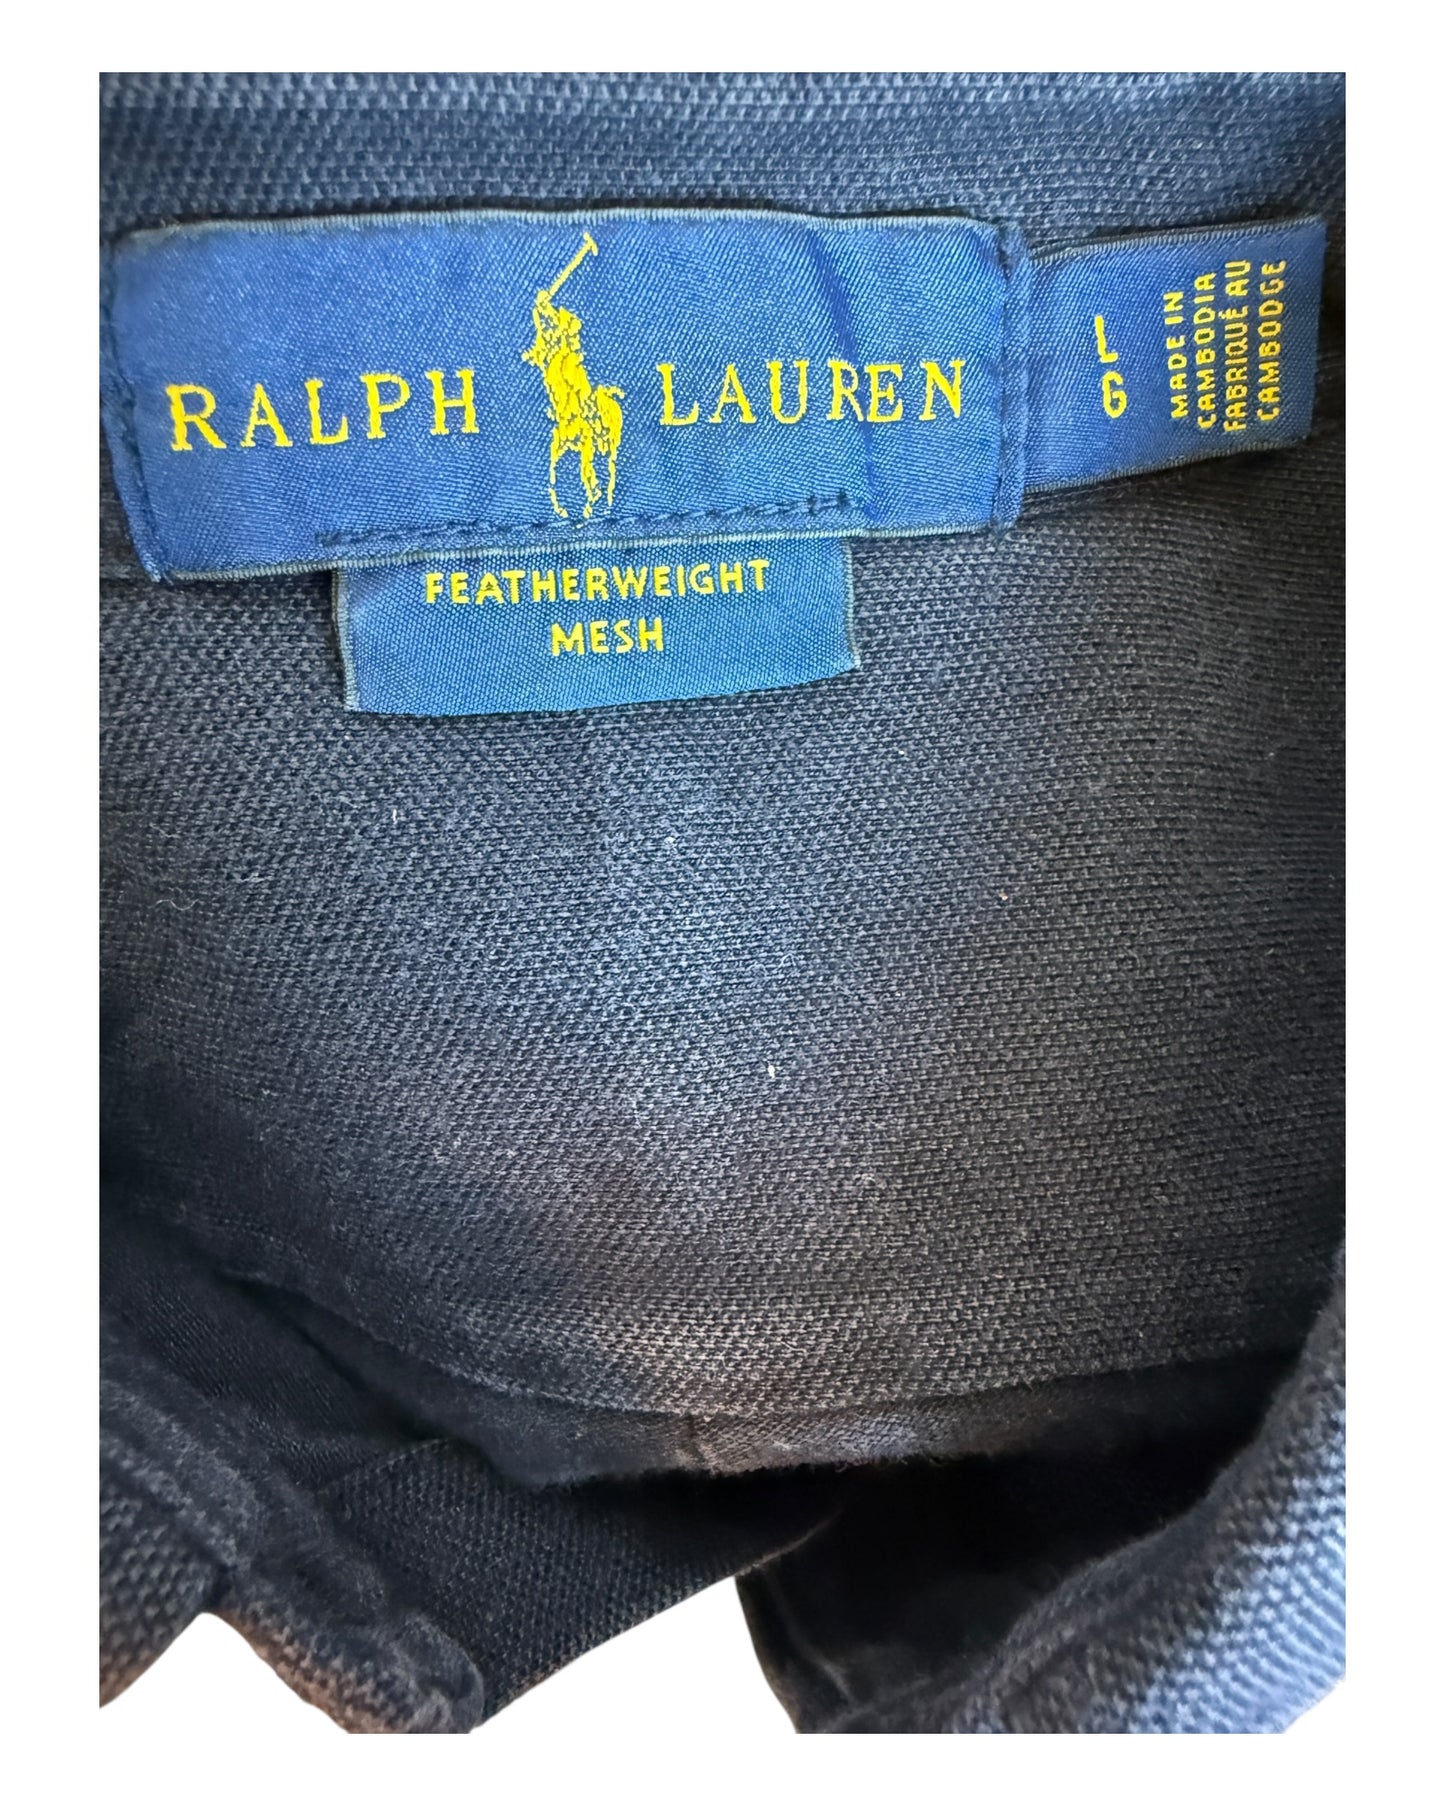 RALPH LAUREN
FEATHERWEIGHT
MESH
L
G
MADE IN
CAMBODIA
FABRIQUÉ AU
CAMBODGE